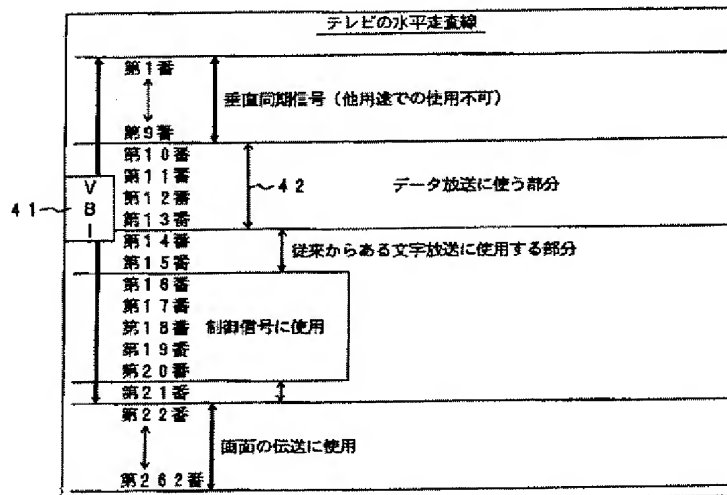 テレビの水平走査線
第1番
垂直同期信号（他用途での使用不可）
第9番
第10番
第11番
第12番
第13番
VBI
41
42
データ放送に使う部分
第14番
第15番
従来からある文字放送に使用する部分
第16番
第17番
第18番
第19番
第20番
制御信号に使用
第21番
第22番
画面の伝送に使用
第262番